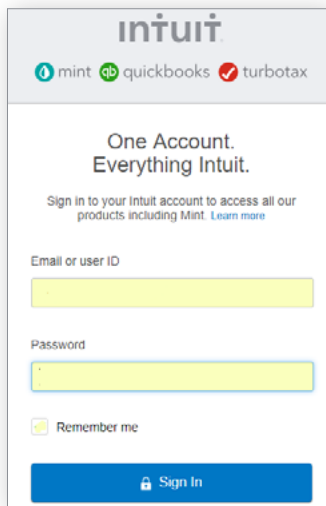 intuit
mint qb quickbooks turbotax
One Account.
Everything Intuit.
Sign in to your Intuit account to access all our
products including Mint. Learn more
Email or user ID
Password
Remember me
Sign In